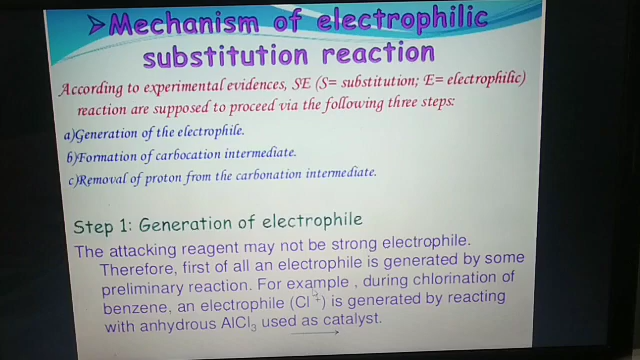 ➢Mechanism of electrophilic
substitution reaction
According to experimental evidences, SE (S= substitution; E= electrophilic)
reaction are supposed to proceed via the following three steps:
a)Generation of the electrophile.
b)Formation of carbocation intermediate.
c)Removal of proton from the carbonation intermediate.
Step 1: Generation of electrophile
The attacking reagent may not be strong electrophile.
Therefore, first of all an electrophile is generated by some
preliminary reaction. For example , during chlorination of
benzene, an electrophile (Cl⁺) is generated by reacting
with anhydrous AlCl₃ used as catalyst.